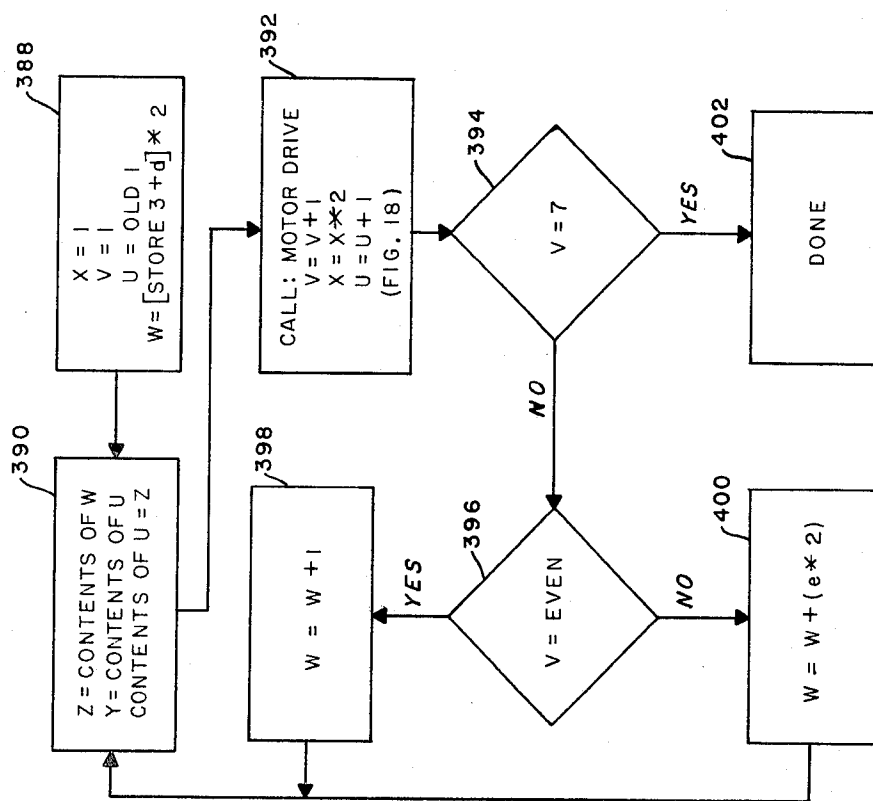 388
X = 1
V = 1
U = OLD 1
W = [STORE 3 + d] * 2
390
Z = CONTENTS OF W
Y = CONTENTS OF U
CONTENTS OF U = Z
392
CALL: MOTOR DRIVE
V = V + 1
X = X * 2
U = U + 1
(FIG. 18)
394
V = 7
YES
NO
402
DONE
396
V = EVEN
YES
NO
398
W = W + 1
400
W = W + (e * 2)